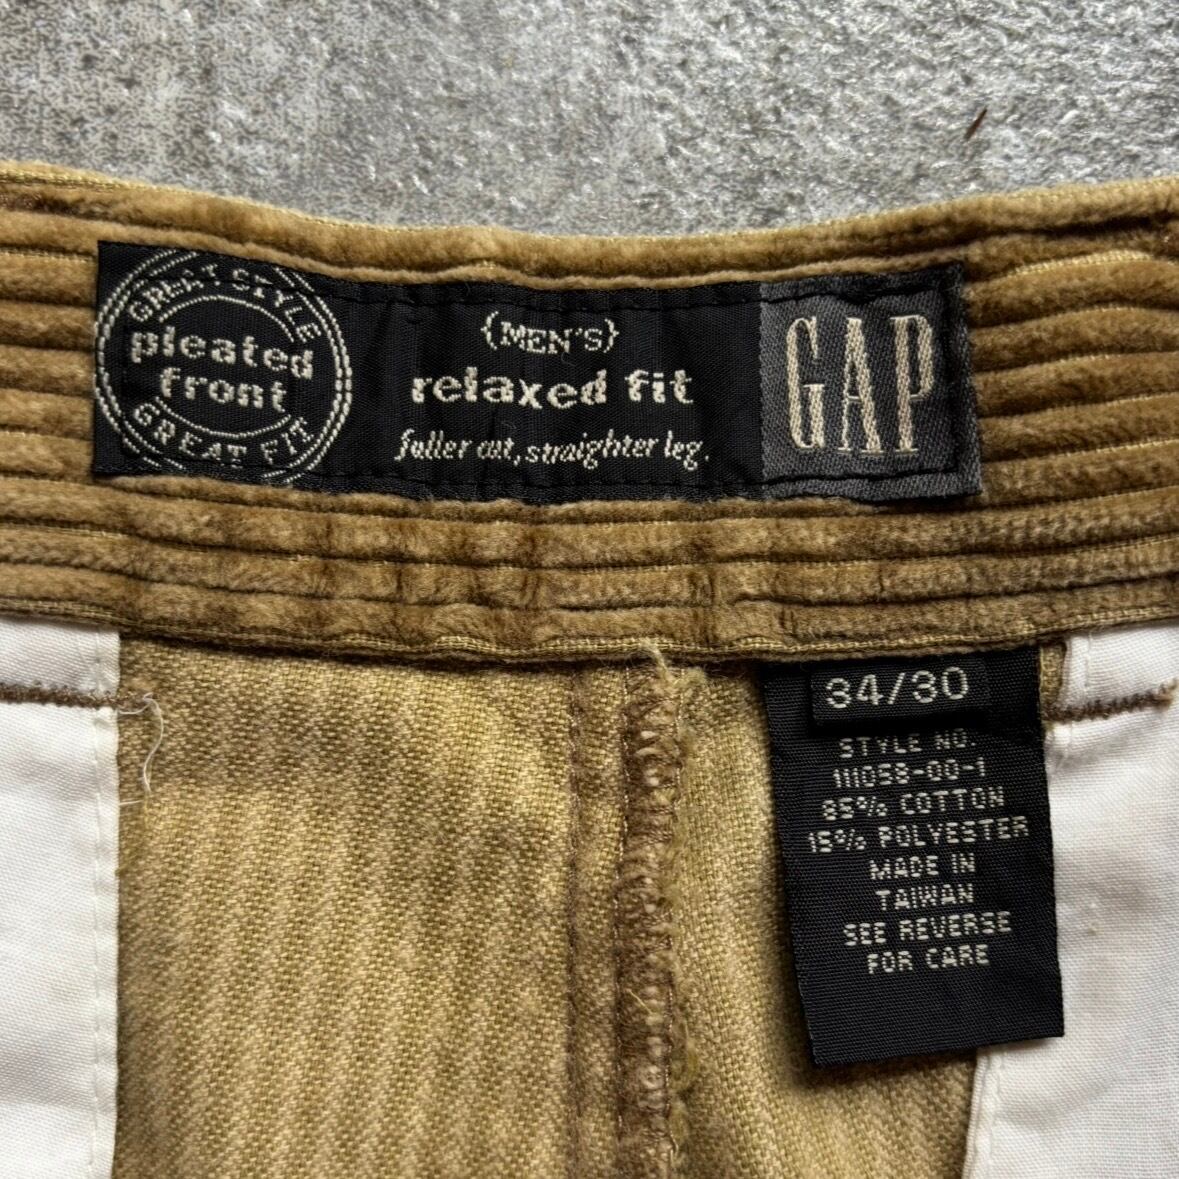 GREAT STYLE
pleated
front
GREAT FIT
{MEN'S}
relaxed fit
fuller cut, straighter leg.
GAP
34/30
STYLE NO.
111058-00-1
85% COTTON
15% POLYESTER
MADE IN
TAIWAN
SEE REVERSE
FOR CARE